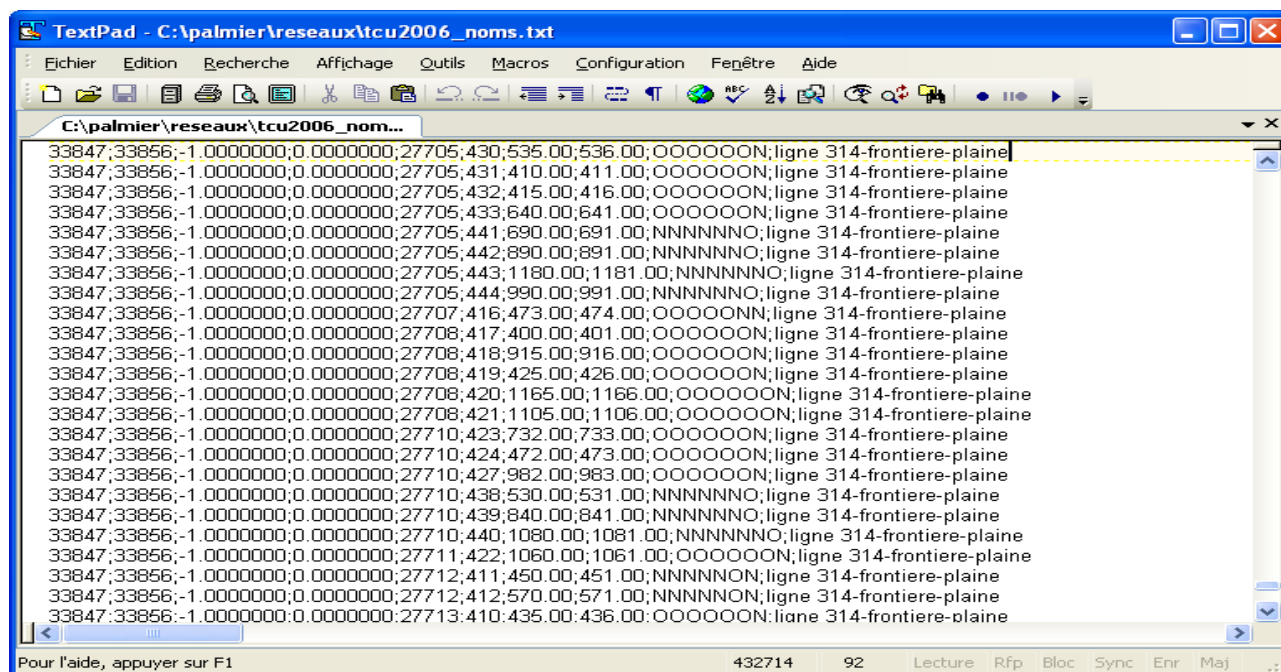 TextPad - C:\palmier\reseaux\tcu2006_noms.txt
Fichier Edition Recherche Affichage Outils Macros Configuration Fenêtre Aide
C:\palmier\reseaux\tcu2006_nom...
33847;33856;-1.0000000;0.0000000;27705;430;535.00;536.00;OOOOOON;ligne 314-frontiere-plaine
33847;33856;-1.0000000;0.0000000;27705;431;410.00;411.00;OOOOOON;ligne 314-frontiere-plaine
33847;33856;-1.0000000;0.0000000;27705;432;415.00;416.00;OOOOOON;ligne 314-frontiere-plaine
33847;33856;-1.0000000;0.0000000;27705;433;640.00;641.00;OOOOOON;ligne 314-frontiere-plaine
33847;33856;-1.0000000;0.0000000;27705;441;690.00;691.00;NNNNNNO;ligne 314-frontiere-plaine
33847;33856;-1.0000000;0.0000000;27705;442;890.00;891.00;NNNNNNO;ligne 314-frontiere-plaine
33847;33856;-1.0000000;0.0000000;27705;443;1180.00;1181.00;NNNNNNO;ligne 314-frontiere-plaine
33847;33856;-1.0000000;0.0000000;27705;444;990.00;991.00;NNNNNNO;ligne 314-frontiere-plaine
33847;33856;-1.0000000;0.0000000;27707;416;473.00;474.00;OOOOONN;ligne 314-frontiere-plaine
33847;33856;-1.0000000;0.0000000;27708;417;400.00;401.00;OOOOOON;ligne 314-frontiere-plaine
33847;33856;-1.0000000;0.0000000;27708;418;915.00;916.00;OOOOOON;ligne 314-frontiere-plaine
33847;33856;-1.0000000;0.0000000;27708;419;425.00;426.00;OOOOOON;ligne 314-frontiere-plaine
33847;33856;-1.0000000;0.0000000;27708;420;1165.00;1166.00;OOOOOON;ligne 314-frontiere-plaine
33847;33856;-1.0000000;0.0000000;27708;421;1105.00;1106.00;OOOOOON;ligne 314-frontiere-plaine
33847;33856;-1.0000000;0.0000000;27710;423;732.00;733.00;OOOOOON;ligne 314-frontiere-plaine
33847;33856;-1.0000000;0.0000000;27710;424;472.00;473.00;OOOOOON;ligne 314-frontiere-plaine
33847;33856;-1.0000000;0.0000000;27710;427;982.00;983.00;OOOOOON;ligne 314-frontiere-plaine
33847;33856;-1.0000000;0.0000000;27710;438;530.00;531.00;NNNNNNO;ligne 314-frontiere-plaine
33847;33856;-1.0000000;0.0000000;27710;439;840.00;841.00;NNNNNNO;ligne 314-frontiere-plaine
33847;33856;-1.0000000;0.0000000;27710;440;1080.00;1081.00;NNNNNNO;ligne 314-frontiere-plaine
33847;33856;-1.0000000;0.0000000;27711;422;1060.00;1061.00;OOOOOON;ligne 314-frontiere-plaine
33847;33856;-1.0000000;0.0000000;27712;411;450.00;451.00;NNNNNON;ligne 314-frontiere-plaine
33847;33856;-1.0000000;0.0000000;27712;412;570.00;571.00;NNNNNON;ligne 314-frontiere-plaine
33847;33856;-1.0000000;0.0000000;27713;410;435.00;436.00;OOOOOON;ligne 314-frontiere-plaine
Pour l'aide, appuyer sur F1 432714 92 Lecture Rfp Bloc Sync Enr Maj